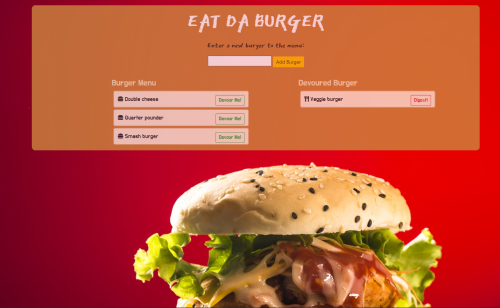 EAT DA BURGER
Enter a new burger to the menu:
Add Burger
Burger Menu
Double cheese
Devour Me!
Quarter pounder
Devour Me!
Smash burger
Devour Me!
Devoured Burger
Veggie burger
Digest!